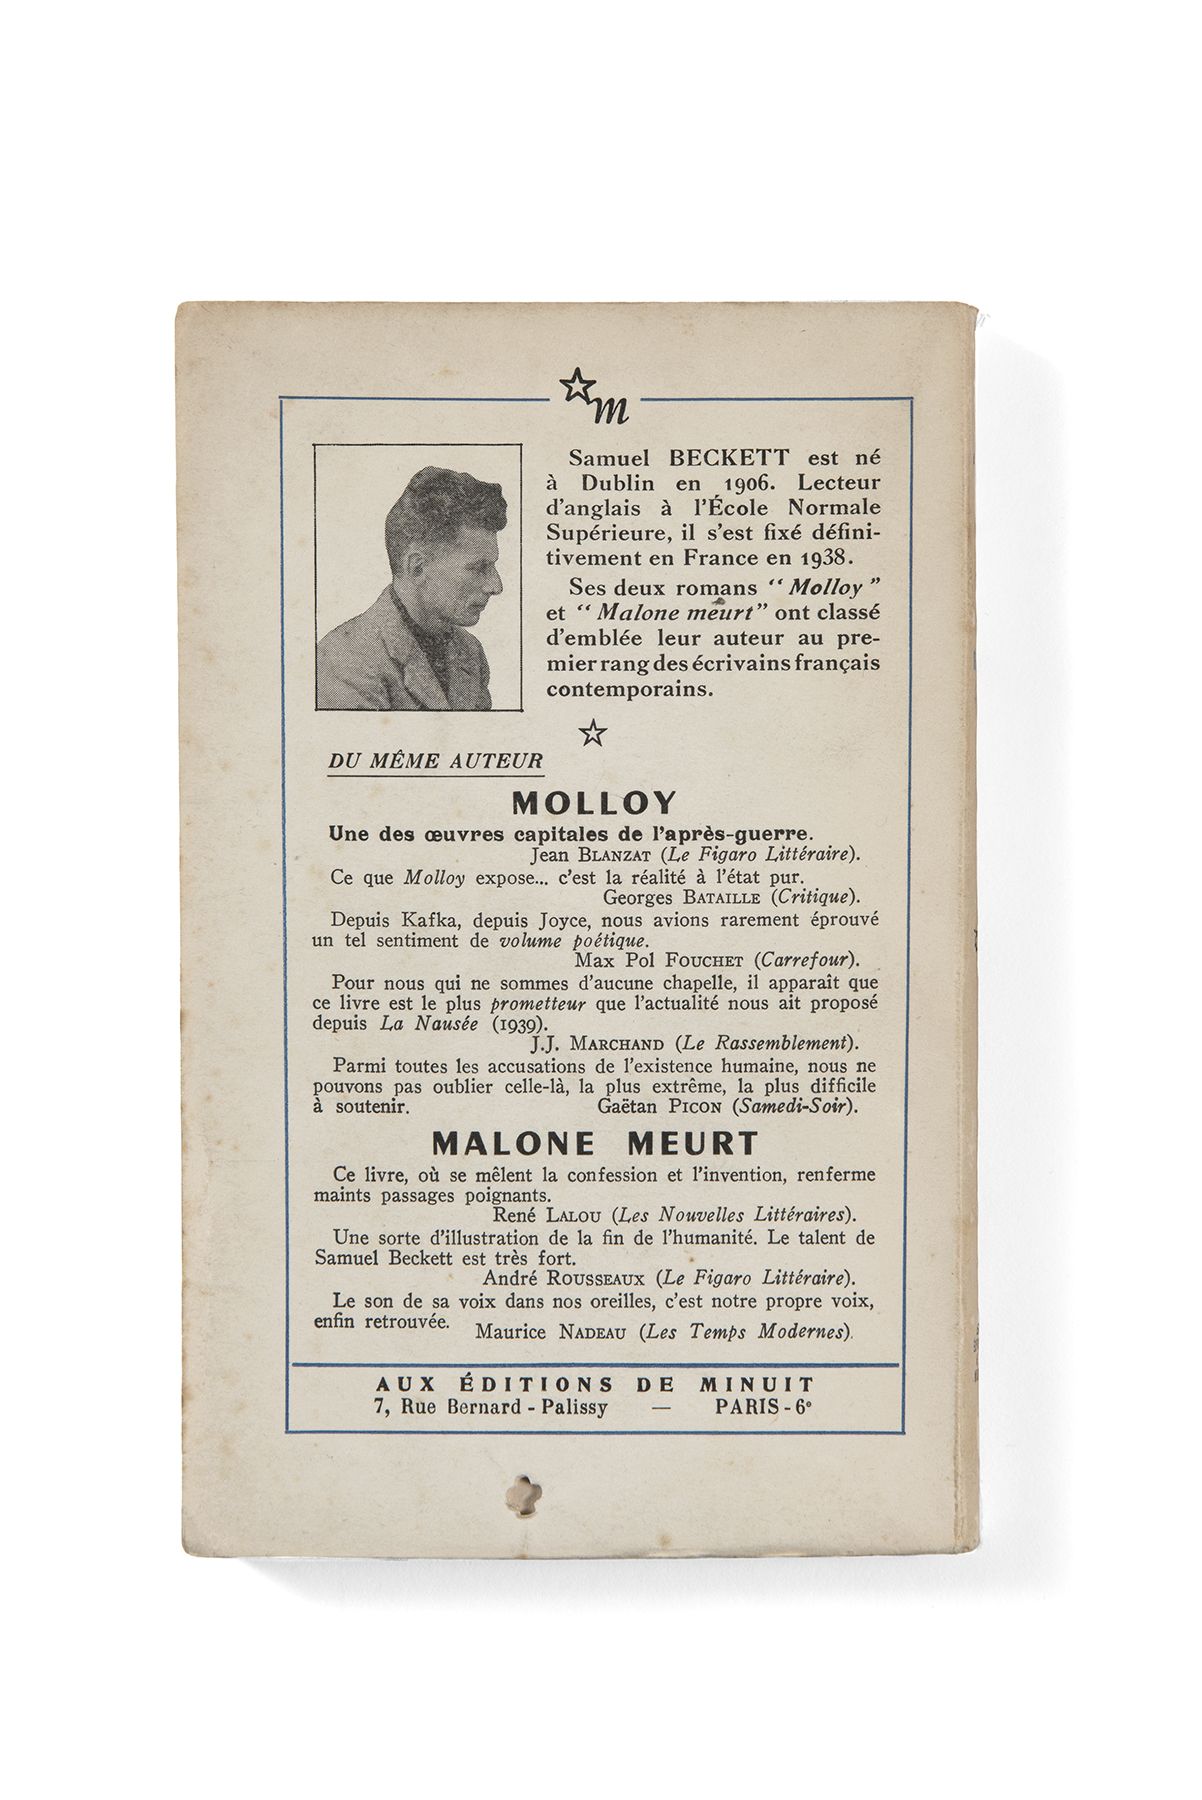 ☆m
Samuel BECKETT est né
à Dublin en 1906. Lecteur
d'anglais à l'École Normale
Supérieure, il s'est fixé défini-
tivement en France en 1938.
Ses deux romans “ Molloy ”
et “ Malone meurt ” ont classé
d'emblée leur auteur au pre-
mier rang des écrivains français
contemporains.
DU MÊME AUTEUR
MOLLOY
Une des œuvres capitales de l'après-guerre.
Jean BLANZAT (Le Figaro Littéraire).
Ce que Molloy expose... c'est la réalité à l'état pur.
Georges BATAILLE (Critique).
Depuis Kafka, depuis Joyce, nous avions rarement éprouvé
un tel sentiment de volume poétique.
Max Pol FOUCHET (Carrefour).
Pour nous qui ne sommes d'aucune chapelle, il apparaît que
ce livre est le plus prometteur que l'actualité nous ait proposé
depuis La Nausée (1939).
J.J. MARCHAND (Le Rassemblement).
Parmi toutes les accusations de l'existence humaine, nous ne
pouvons pas oublier celle-là, la plus extrême, la plus difficile
à soutenir. Gaëtan PICON (Samedi-Soir).
MALONE MEURT
Ce livre, où se mêlent la confession et l'invention, renferme
maints passages poignants.
René LALOU (Les Nouvelles Littéraires).
Une sorte d'illustration de la fin de l'humanité. Le talent de
Samuel Beckett est très fort.
André ROUSSEAUX (Le Figaro Littéraire).
Le son de sa voix dans nos oreilles, c'est notre propre voix,
enfin retrouvée. Maurice NADEAU (Les Temps Modernes).
AUX ÉDITIONS DE MINUIT
7, Rue Bernard - Palissy — PARIS - 6e